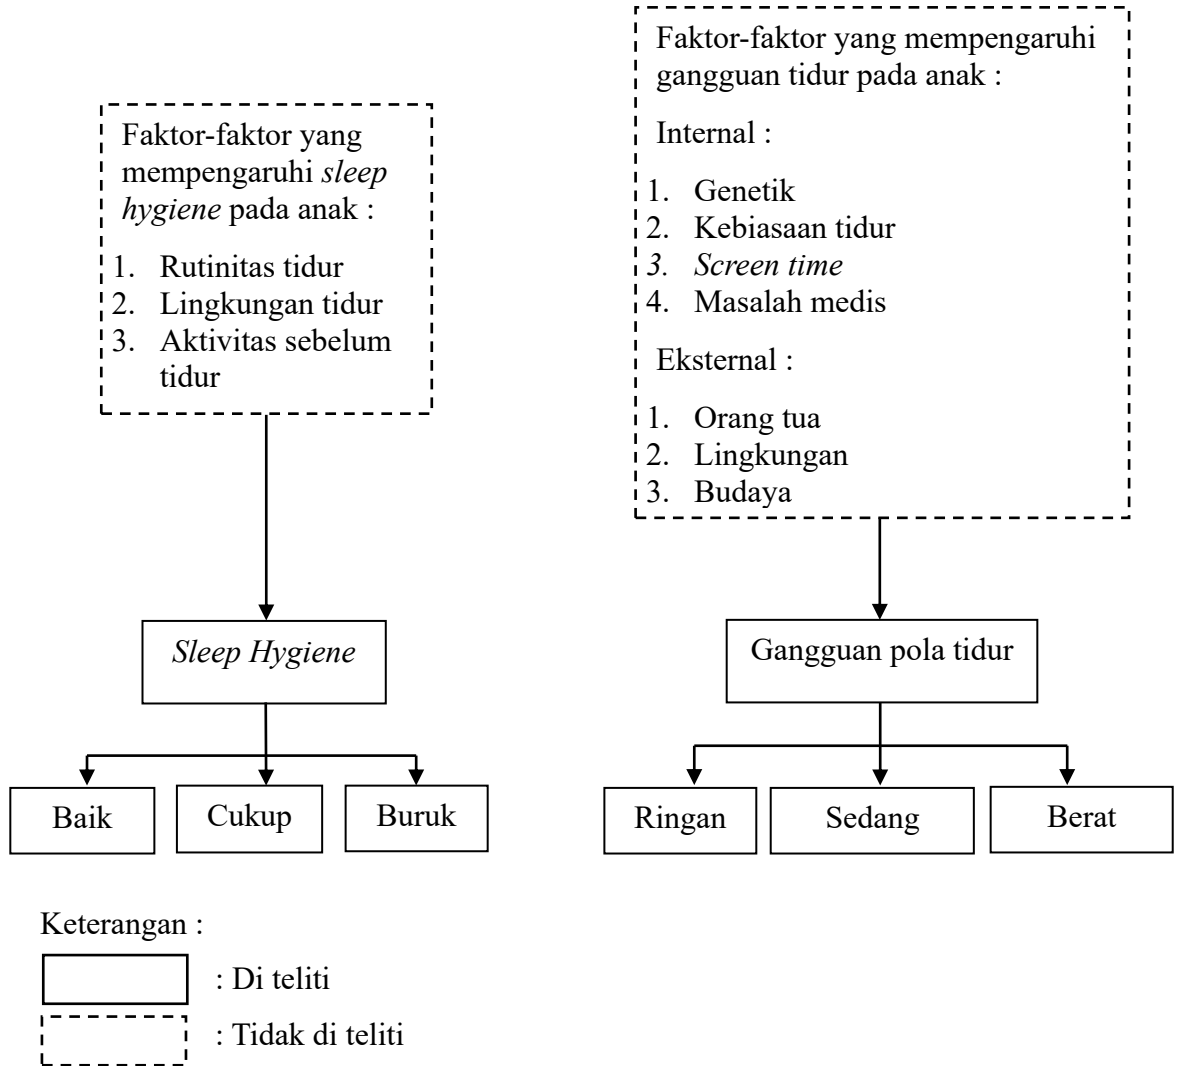 Faktor-faktor yang
mempengaruhi sleep
hygiene pada anak :
1. Rutinitas tidur
2. Lingkungan tidur
3. Aktivitas sebelum
tidur
Faktor-faktor yang mempengaruhi
gangguan tidur pada anak :
Internal :
1. Genetik
2. Kebiasaan tidur
3. Screen time
4. Masalah medis
Eksternal :
1. Orang tua
2. Lingkungan
3. Budaya
Sleep Hygiene
Gangguan pola tidur
Baik
Cukup
Buruk
Ringan
Sedang
Berat
Keterangan :
: Di teliti
: Tidak di teliti